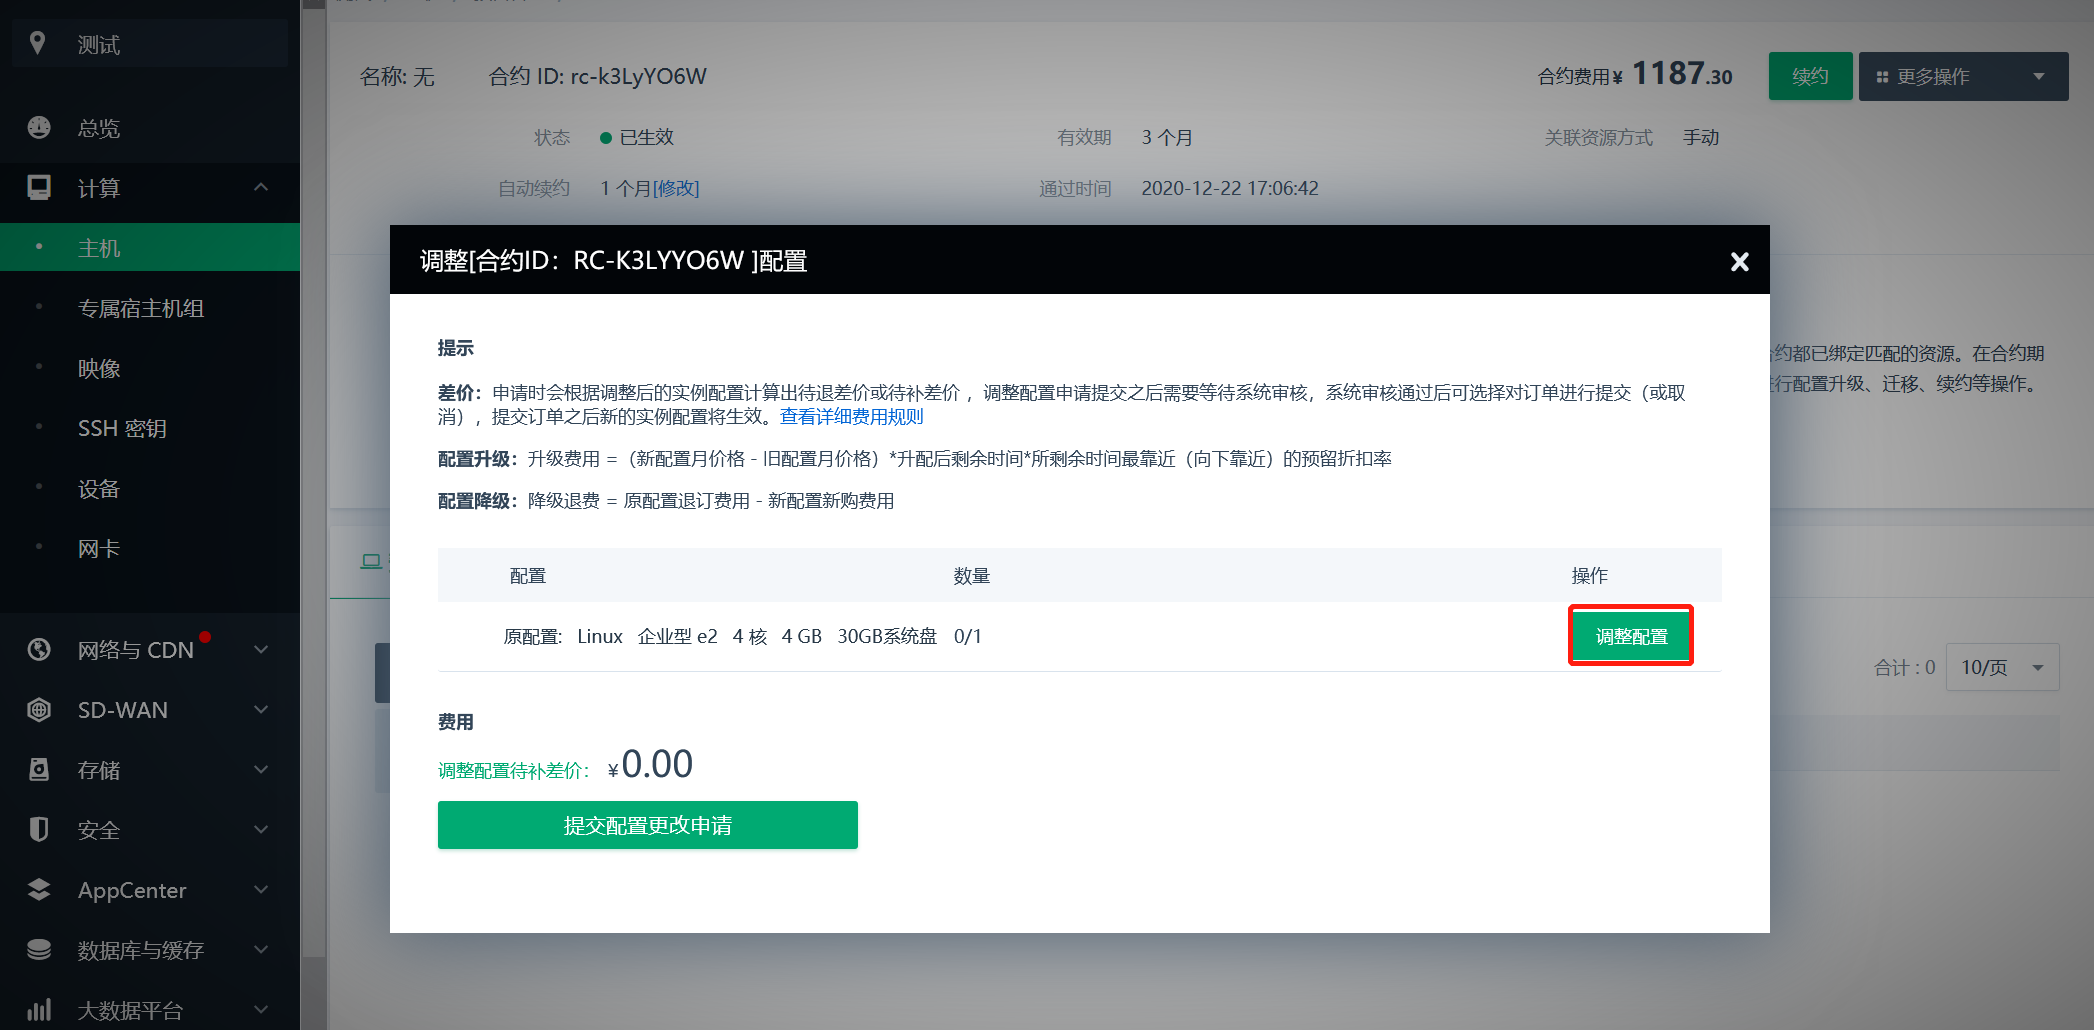 测试
总览
计算
主机
专属宿主机组
映像
SSH 密钥
设备
网卡
网络与 CDN
SD-WAN
存储
安全
AppCenter
数据库与缓存
大数据平台
名称: 无 合约 ID: rc-k3LyYO6W 合约费用¥ 1187.30 续约 更多操作
状态 已生效 有效期 3 个月 关联资源方式 手动
自动续约 1 个月[修改] 通过时间 2020-12-22 17:06:42
调整[合约ID：RC-K3LYYO6W ]配置
提示
差价：申请时会根据调整后的实例配置计算出待退差价或待补差价 ，调整配置申请提交之后需要等待系统审核，系统审核通过后可选择对订单进行提交（或取
消），提交订单之后新的实例配置将生效。查看详细费用规则
配置升级：升级费用 =（新配置月价格 - 旧配置月价格）*升配后剩余时间*所剩余时间最靠近（向下靠近）的预留折扣率
配置降级：降级退费 = 原配置退订费用 - 新配置新购费用
配置 数量 操作
原配置: Linux 企业型 e2 4 核 4 GB 30GB系统盘 0/1 调整配置
费用
调整配置待补差价： ¥0.00
提交配置更改申请
约都已绑定匹配的资源。在合约期
行配置升级、迁移、续约等操作。
合计 : 0 10/页